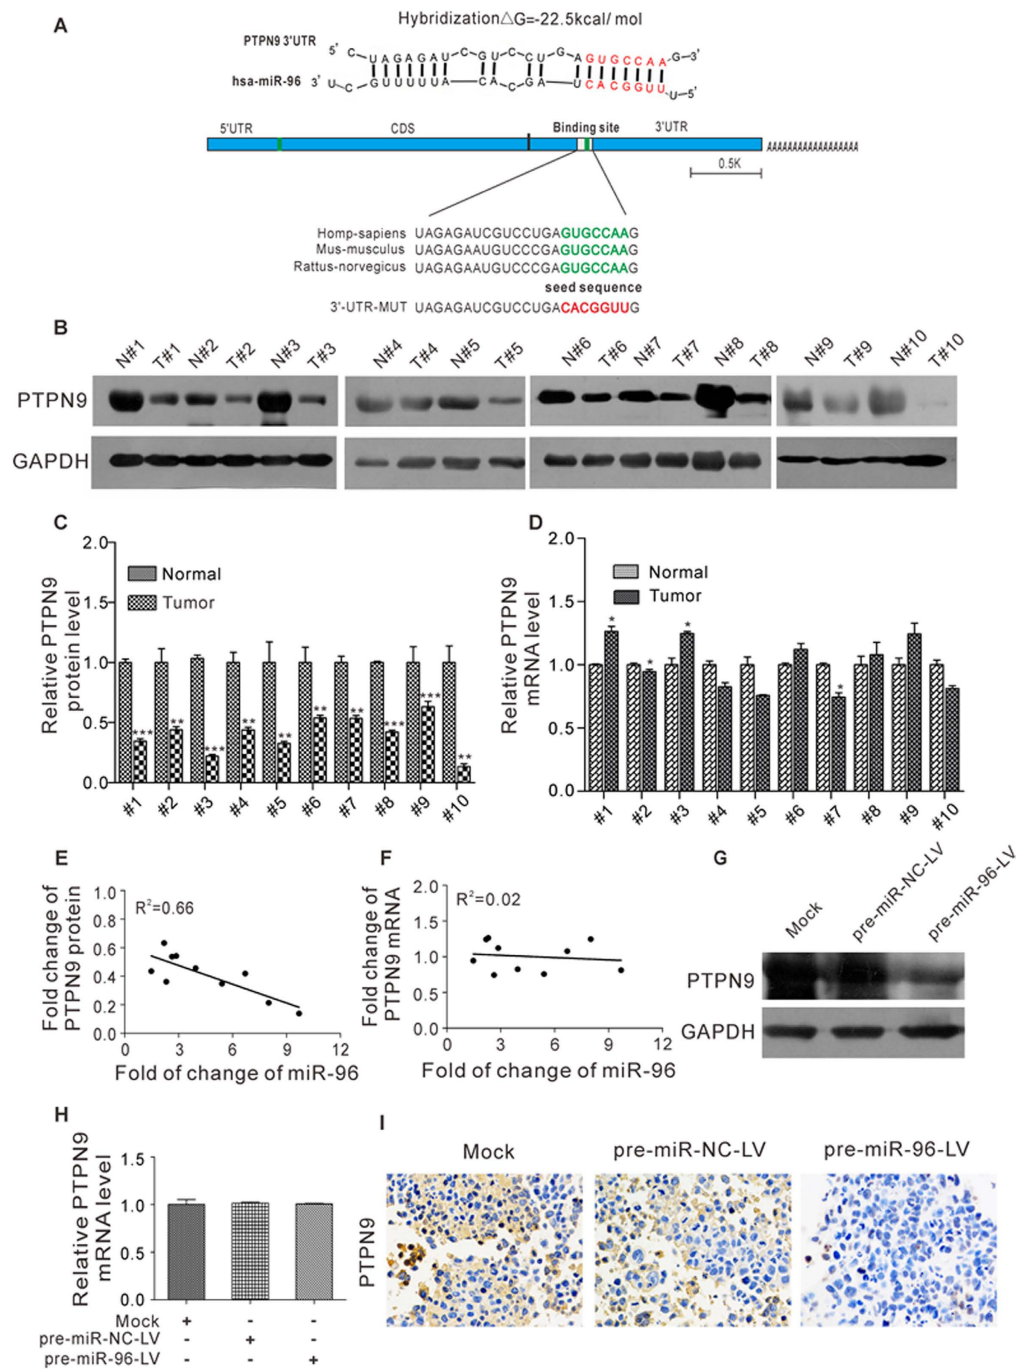 A
Hybridization△G=-22.5kcal/ mol
PTPN9 3'UTR 5' C UAGAGAUCGUCCUGAGUGCCAAG-3'
hsa-miR-96 3' UCGUUUUUACACGAUCACGGUUU-5'
5'UTR CDS Binding site 3'UTR
AAAAAAAAAAAAAAAAAA
0.5K
Homp-sapiens UAGAGAUCGUCCUGAGUGCCAAG
Mus-musculus UAGAGAAUGUCCCGAGUGCCAAG
Rattus-norvegicus UAGAGAAUGUCCCGAGUGCCAAG
seed sequence
3'-UTR-MUT UAGAGAUCGUCCUGACACGGUUG
B
N#1 T#1 N#2 T#2 N#3 T#3 N#4 T#4 N#5 T#5 N#6 T#6 N#7 T#7 N#8 T#8 N#9 T#9 N#10 T#10
PTPN9
GAPDH
C
Relative PTPN9
protein level
2.0
1.5
1.0
0.5
0.0
Normal
Tumor
*** ** *** ** ** ** ** *** *** **
#1 #2 #3 #4 #5 #6 #7 #8 #9 #10
D
Relative PTPN9
mRNA level
2.0
1.5
1.0
0.5
0.0
Normal
Tumor
* * * *
#1 #2 #3 #4 #5 #6 #7 #8 #9 #10
E
Fold change of
PTPN9 protein
1.0
0.8
0.6
0.4
0.2
0.0
R²=0.66
0 3 6 9 12
Fold of change of miR-96
F
Fold change of
PTPN9 mRNA
2.0
1.5
1.0
0.5
0.0
R²=0.02
0 3 6 9 12
Fold of change of miR-96
G
Mock pre-miR-NC-LV pre-miR-96-LV
PTPN9
GAPDH
H
Relative PTPN9
mRNA level
1.5
1.0
0.5
0.0
Mock + - -
pre-miR-NC-LV - + -
pre-miR-96-LV - - +
I
Mock pre-miR-NC-LV pre-miR-96-LV
PTPN9